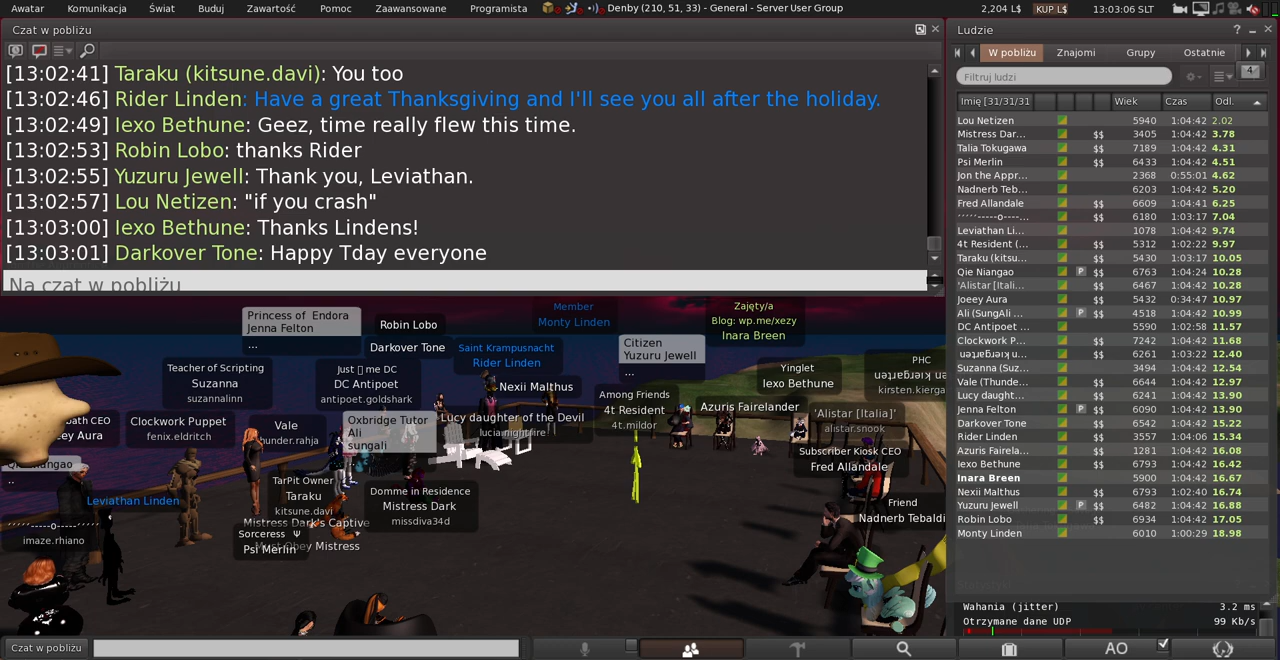 Awatar Komunikacja Świat Buduj Zawartość Pomoc Zaawansowane Programista Denby (210, 51, 33) - General - Server User Group 2,204 L$ KUP L$ 13:03:06 SLT
Czat w pobliżu
[13:02:41] Taraku (kitsune.davi): You too
[13:02:46] Rider Linden: Have a great Thanksgiving and I'll see you all after the holiday.
[13:02:49] Iexo Bethune: Geez, time really flew this time.
[13:02:53] Robin Lobo: thanks Rider
[13:02:55] Yuzuru Jewell: Thank you, Leviathan.
[13:02:57] Lou Netizen: "if you crash"
[13:03:00] Iexo Bethune: Thanks Lindens!
[13:03:01] Darkover Tone: Happy Tday everyone
Na czat w pobliżu
Princess of Endora
Jenna Felton
...
Robin Lobo
Darkover Tone
Member
Monty Linden
Saint Krampusnacht
Rider Linden
Zajęty/a
Blog: wp.me/xezy
Inara Breen
Citizen
Yuzuru Jewell
...
Teacher of Scripting
Suzanna
suzannalinn
Just me DC
DC Antipoet
antipoet.goldshark
Nexii Malthus
Yinglet
Iexo Bethune
PHC
Among Friends
4t Resident
4t.mildor
Azuris Fairelander
'Alistar [Italia]'
alistar.snook
Clockwork Puppet
fenix.eldritch
Vale
Oxbridge Tutor
Ali
sungali
Lucy daughter of the Devil
Subscriber Kiosk CEO
Fred Allandale
..
Leviathan Linden
TarPit Owner
Taraku
kitsune.davi
Domme in Residence
Mistress Dark
missdiva34d
Friend
Nadnerb Tebaldi
'''''-----o-----'''''
imaze.rhiano
Mistress Dark's Captive
Sorceress Ψ
Psi Merlin
Obey Mistress
Czat w pobliżu
AO
Ludzie
W pobliżu Znajomi Grupy Ostatnie
Filtruj ludzi
4
Imię [31/31/31 Wiek Czas Odl.
Lou Netizen 5940 1:04:42 2.02
Mistress Dar... $$ 3405 1:04:42 3.78
Talia Tokugawa 7189 1:04:42 4.31
Psi Merlin $$ 6433 1:04:42 4.51
Jon the Appr... 2368 0:55:01 4.62
Nadnerb Teb... 6203 1:04:42 5.20
Fred Allandale $$ 6609 1:04:41 6.25
'''''-----o----... $$ 6180 1:03:17 7.04
Leviathan Li... 1078 1:04:42 9.74
4t Resident (... $$ 5312 1:02:22 9.97
Taraku (kitsu... $$ 5430 1:03:17 10.05
Qie Niangao P $$ 6763 1:04:24 10.28
'Alistar [Itali... $$ 6467 1:04:42 10.28
Joeey Aura $$ 5432 0:34:47 10.97
Ali (SungAli ... P $$ 4518 1:04:42 10.99
DC Antipoet ... 5590 1:02:58 11.57
Clockwork P... $$ 7242 1:04:42 11.68
$$ 6261 1:03:22 12.40
Suzanna (Suz... 3494 1:04:42 12.54
Vale (Thunde... $$ 6644 1:04:42 12.97
Lucy daught... $$ 6241 1:04:42 13.90
Jenna Felton P $$ 6090 1:04:42 13.90
Darkover Tone $$ 6542 1:04:42 15.22
Rider Linden $$ 3557 1:04:06 15.34
Azuris Fairela... $$ 1281 1:04:42 16.08
Iexo Bethune $$ 6793 1:04:42 16.42
Inara Breen 5900 1:04:42 16.67
Nexii Malthus $$ 6793 1:02:40 16.74
Yuzuru Jewell P $$ 6482 1:04:42 16.88
Robin Lobo $$ 6934 1:04:42 17.05
Monty Linden 6010 1:00:29 18.98
Wahania (jitter) 3.2 ms
Otrzymane dane UDP 99 Kb/s